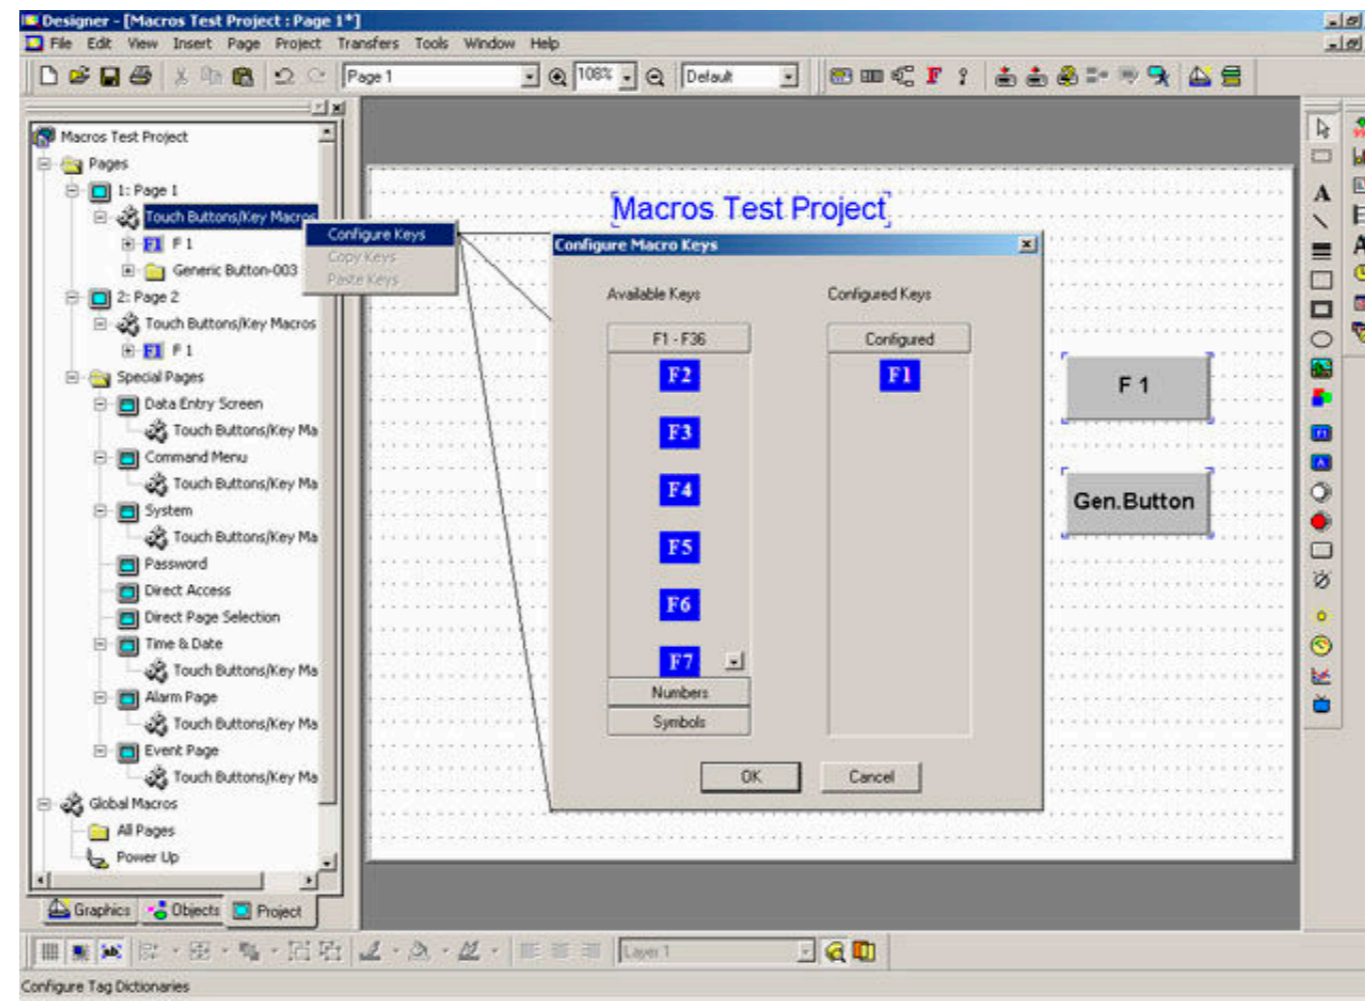 Designer - [Macros Test Project : Page 1*]
File Edit View Insert Page Project Transfers Tools Window Help
Page 1
108%
Default
Macros Test Project
Pages
1: Page 1
Touch Buttons/Key Macros
F1 F 1
Generic Button-003
2: Page 2
Touch Buttons/Key Macros
F1 F 1
Special Pages
Data Entry Screen
Touch Buttons/Key Ma
Command Menu
Touch Buttons/Key Ma
System
Touch Buttons/Key Ma
Password
Direct Access
Direct Page Selection
Time & Date
Touch Buttons/Key Ma
Alarm Page
Touch Buttons/Key Ma
Event Page
Touch Buttons/Key Ma
Global Macros
All Pages
Power Up
Graphics Objects Project
Configure Keys
Copy Keys
Paste Keys
Macros Test Project
Configure Macro Keys
Available Keys
Configured Keys
F1 - F36
Configured
F2
F1
F3
F4
F5
F6
F7
Numbers
Symbols
OK
Cancel
F 1
Gen.Button
Layer 1
Configure Tag Dictionaries